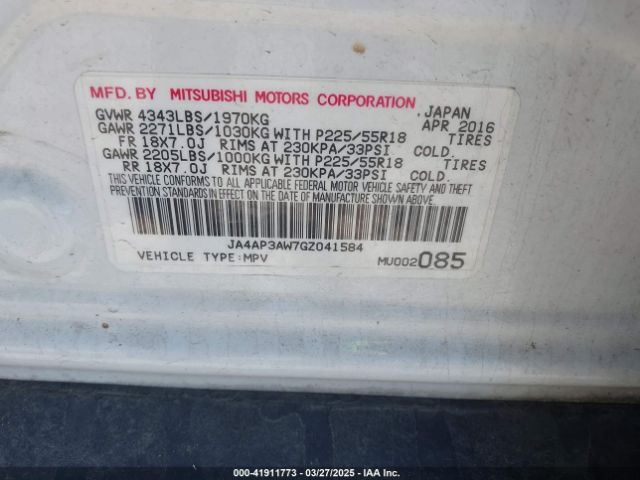 MFD. BY MITSUBISHI MOTORS CORPORATION
GVWR 4343LBS/1970KG JAPAN APR 2016
GAWR 2271LBS/1030KG WITH P225/55R18 TIRES
FR 18X7.0J RIMS AT 230KPA/33PSI COLD.
GAWR 2205LBS/1000KG WITH P225/55R18 TIRES
RR 18X7.0J RIMS AT 230KPA/33PSI COLD.
THIS VEHICLE CONFORMS TO ALL APPLICABLE FEDERAL MOTOR VEHICLE SAFETY AND THEFT
PREVENTION STANDARDS IN EFFECT ON THE DATE OF MANUFACTURE SHOWN ABOVE.
JA4AP3AW7GZ041584
VEHICLE TYPE:MPV MU002085
000-41911773 — 03/27/2025 — IAA Inc.